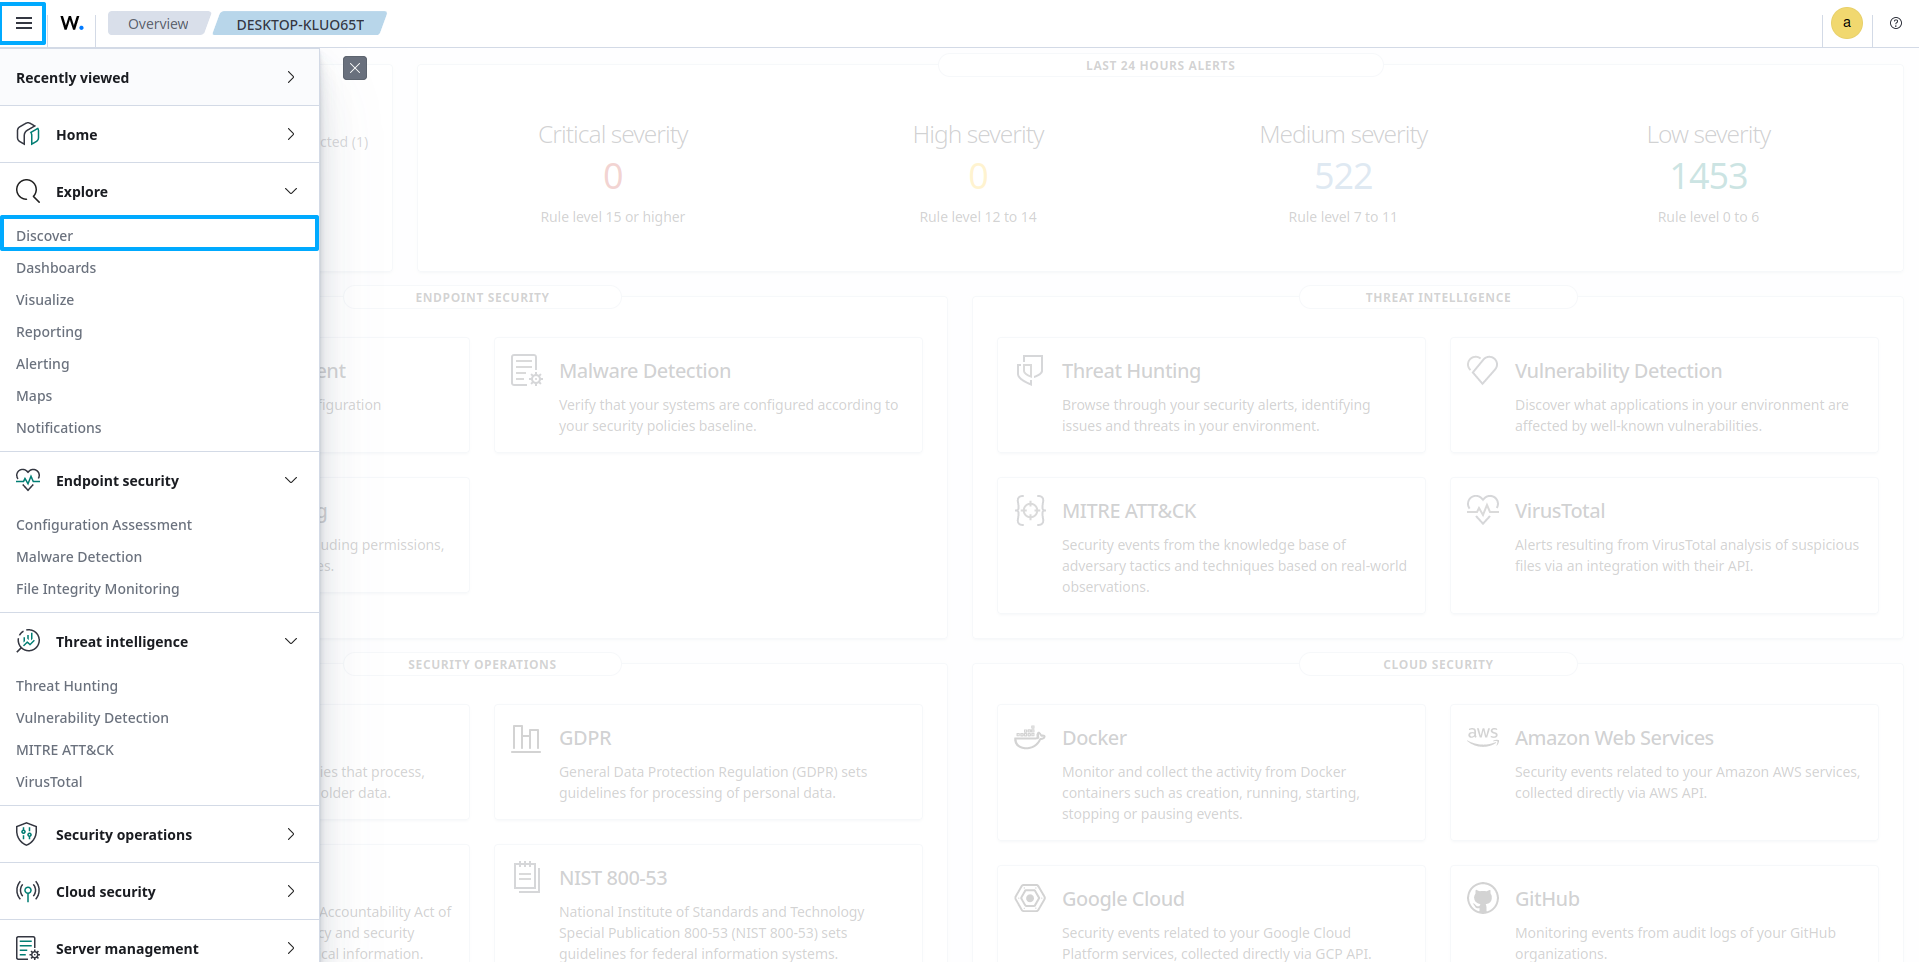 W.
Overview
DESKTOP-KLUO65T
a
Recently viewed
Home
Explore
Discover
Dashboards
Visualize
Reporting
Alerting
Maps
Notifications
Endpoint security
Configuration Assessment
Malware Detection
File Integrity Monitoring
Threat intelligence
Threat Hunting
Vulnerability Detection
MITRE ATT&CK
VirusTotal
Security operations
Cloud security
Server management
cted (1)
LAST 24 HOURS ALERTS
Critical severity
0
Rule level 15 or higher
High severity
0
Rule level 12 to 14
Medium severity
522
Rule level 7 to 11
Low severity
1453
Rule level 0 to 6
ENDPOINT SECURITY
ent
figuration
Malware Detection
Verify that your systems are configured according to
your security policies baseline.
g
uding permissions,
es.
THREAT INTELLIGENCE
Threat Hunting
Browse through your security alerts, identifying
issues and threats in your environment.
Vulnerability Detection
Discover what applications in your environment are
affected by well-known vulnerabilities.
MITRE ATT&CK
Security events from the knowledge base of
adversary tactics and techniques based on real-world
observations.
VirusTotal
Alerts resulting from VirusTotal analysis of suspicious
files via an integration with their API.
SECURITY OPERATIONS
ies that process,
older data.
GDPR
General Data Protection Regulation (GDPR) sets
guidelines for processing of personal data.
Accountability Act of
cy and security
cal information.
NIST 800-53
National Institute of Standards and Technology
Special Publication 800-53 (NIST 800-53) sets
guidelines for federal information systems.
CLOUD SECURITY
Docker
Monitor and collect the activity from Docker
containers such as creation, running, starting,
stopping or pausing events.
aws
Amazon Web Services
Security events related to your Amazon AWS services,
collected directly via AWS API.
Google Cloud
Security events related to your Google Cloud
Platform services, collected directly via GCP API.
GitHub
Monitoring events from audit logs of your GitHub
organizations.